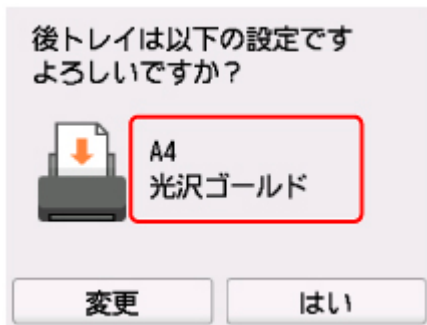 後トレイは以下の設定です
よろしいですか？
A4
光沢ゴールド
変更
はい